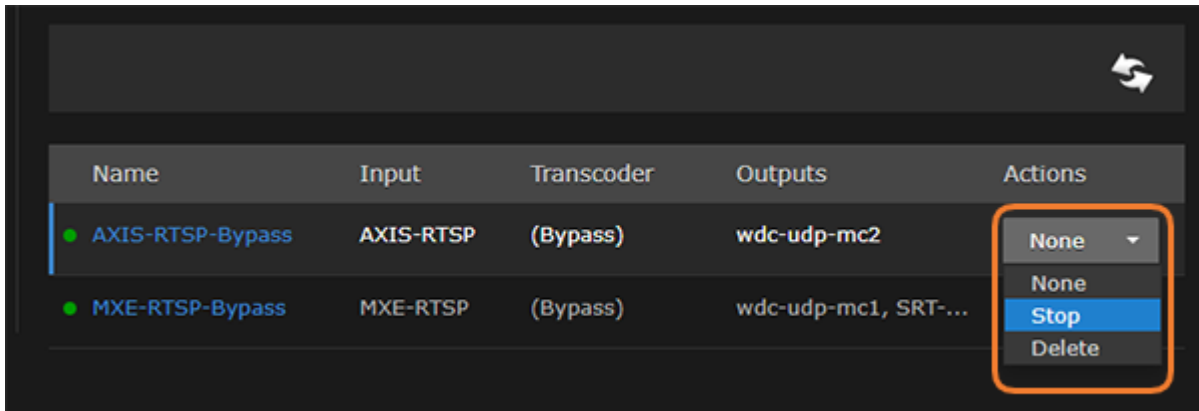 Name Input Transcoder Outputs Actions
AXIS-RTSP-Bypass AXIS-RTSP (Bypass) wdc-udp-mc2 None
None
MXE-RTSP-Bypass MXE-RTSP (Bypass) wdc-udp-mc1, SRT-... Stop
Delete